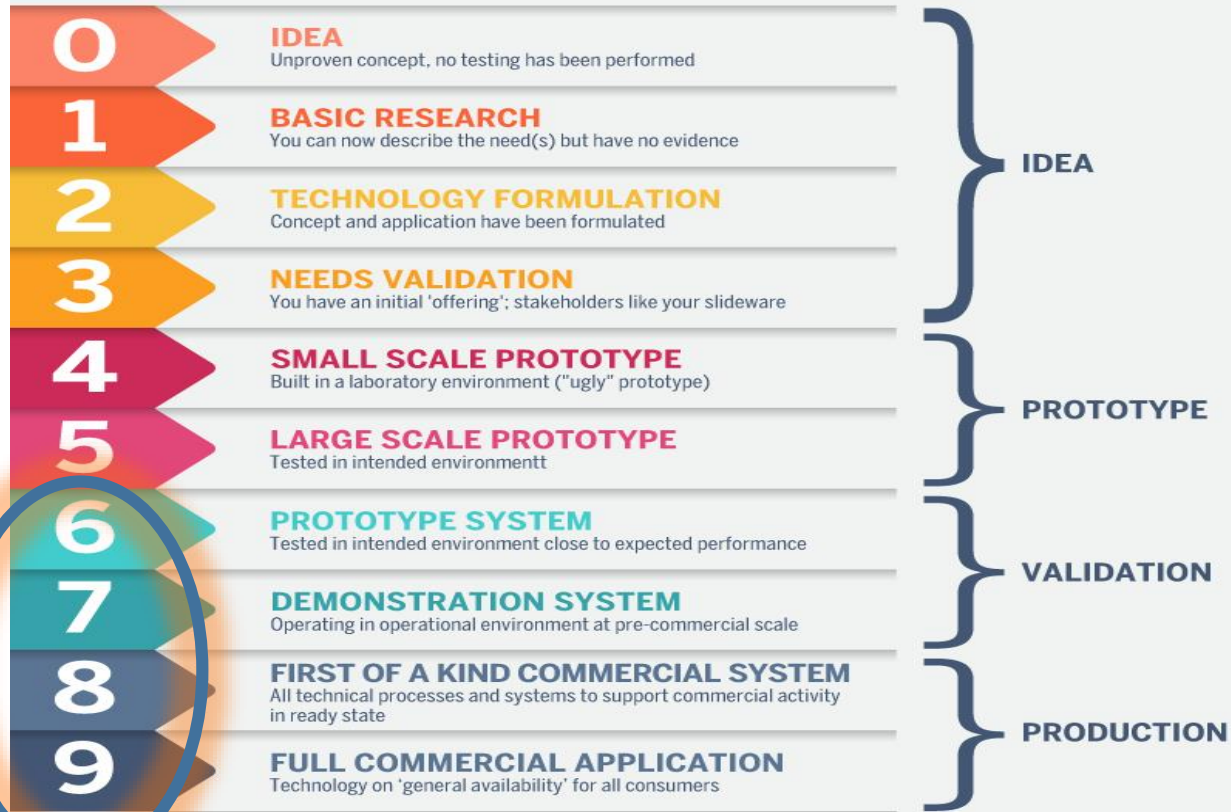 0
IDEA
Unproven concept, no testing has been performed
1
BASIC RESEARCH
You can now describe the need(s) but have no evidence
IDEA
2
TECHNOLOGY FORMULATION
Concept and application have been formulated
3
NEEDS VALIDATION
You have an initial 'offering'; stakeholders like your slideware
4
SMALL SCALE PROTOTYPE
Built in a laboratory environment ("ugly" prototype)
PROTOTYPE
5
LARGE SCALE PROTOTYPE
Tested in intended environmentt
6
PROTOTYPE SYSTEM
Tested in intended environment close to expected performance
VALIDATION
7
DEMONSTRATION SYSTEM
Operating in operational environment at pre-commercial scale
8
FIRST OF A KIND COMMERCIAL SYSTEM
All technical processes and systems to support commercial activity
in ready state
PRODUCTION
9
FULL COMMERCIAL APPLICATION
Technology on 'general availability' for all consumers